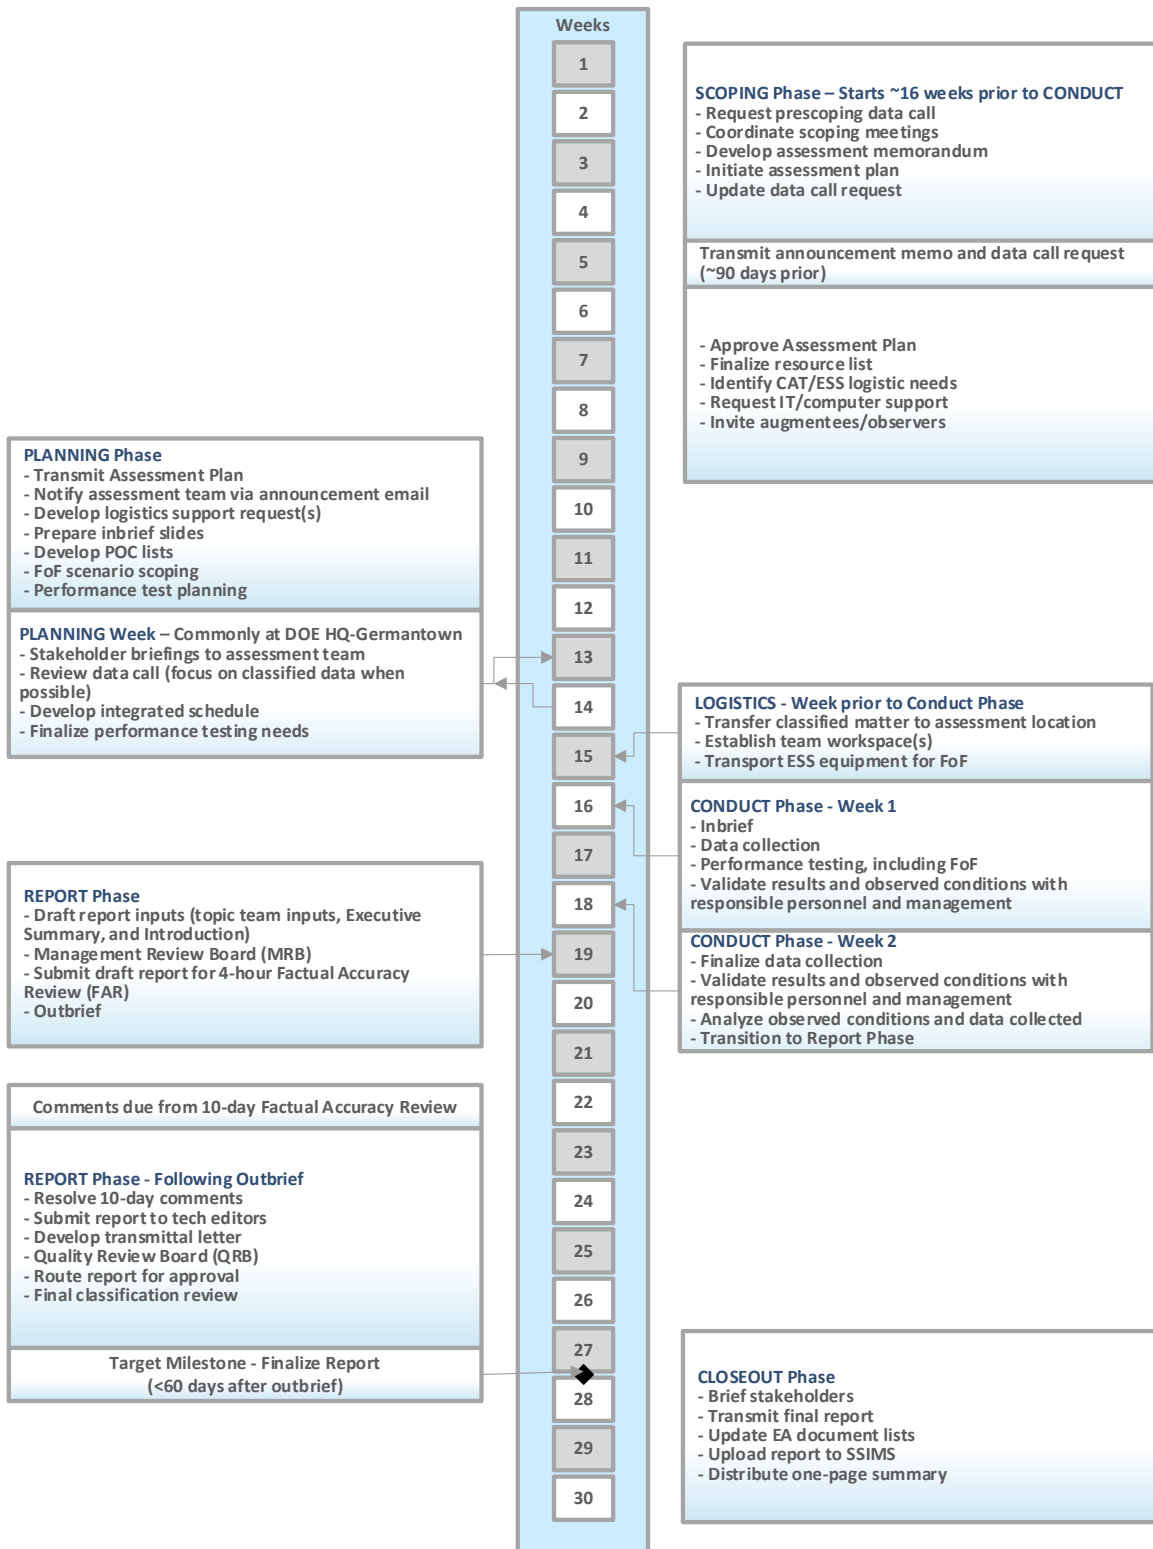 Weeks
1
2
3
4
5
6
7
8
9
10
11
12
13
14
15
16
17
18
19
20
21
22
23
24
25
26
27
28
29
30
SCOPING Phase – Starts ~16 weeks prior to CONDUCT
- Request prescoping data call
- Coordinate scoping meetings
- Develop assessment memorandum
- Initiate assessment plan
- Update data call request
Transmit announcement memo and data call request
(~90 days prior)
- Approve Assessment Plan
- Finalize resource list
- Identify CAT/ESS logistic needs
- Request IT/computer support
- Invite augmentees/observers
PLANNING Phase
- Transmit Assessment Plan
- Notify assessment team via announcement email
- Develop logistics support request(s)
- Prepare inbrief slides
- Develop POC lists
- FoF scenario scoping
- Performance test planning
PLANNING Week – Commonly at DOE HQ-Germantown
- Stakeholder briefings to assessment team
- Review data call (focus on classified data when
possible)
- Develop integrated schedule
- Finalize performance testing needs
LOGISTICS - Week prior to Conduct Phase
- Transfer classified matter to assessment location
- Establish team workspace(s)
- Transport ESS equipment for FoF
CONDUCT Phase - Week 1
- Inbrief
- Data collection
- Performance testing, including FoF
- Validate results and observed conditions with
responsible personnel and management
CONDUCT Phase - Week 2
- Finalize data collection
- Validate results and observed conditions with
responsible personnel and management
- Analyze observed conditions and data collected
- Transition to Report Phase
REPORT Phase
- Draft report inputs (topic team inputs, Executive
Summary, and Introduction)
- Management Review Board (MRB)
- Submit draft report for 4-hour Factual Accuracy
Review (FAR)
- Outbrief
Comments due from 10-day Factual Accuracy Review
REPORT Phase - Following Outbrief
- Resolve 10-day comments
- Submit report to tech editors
- Develop transmittal letter
- Quality Review Board (QRB)
- Route report for approval
- Final classification review
Target Milestone - Finalize Report
(<60 days after outbrief)
CLOSEOUT Phase
- Brief stakeholders
- Transmit final report
- Update EA document lists
- Upload report to SSIMS
- Distribute one-page summary